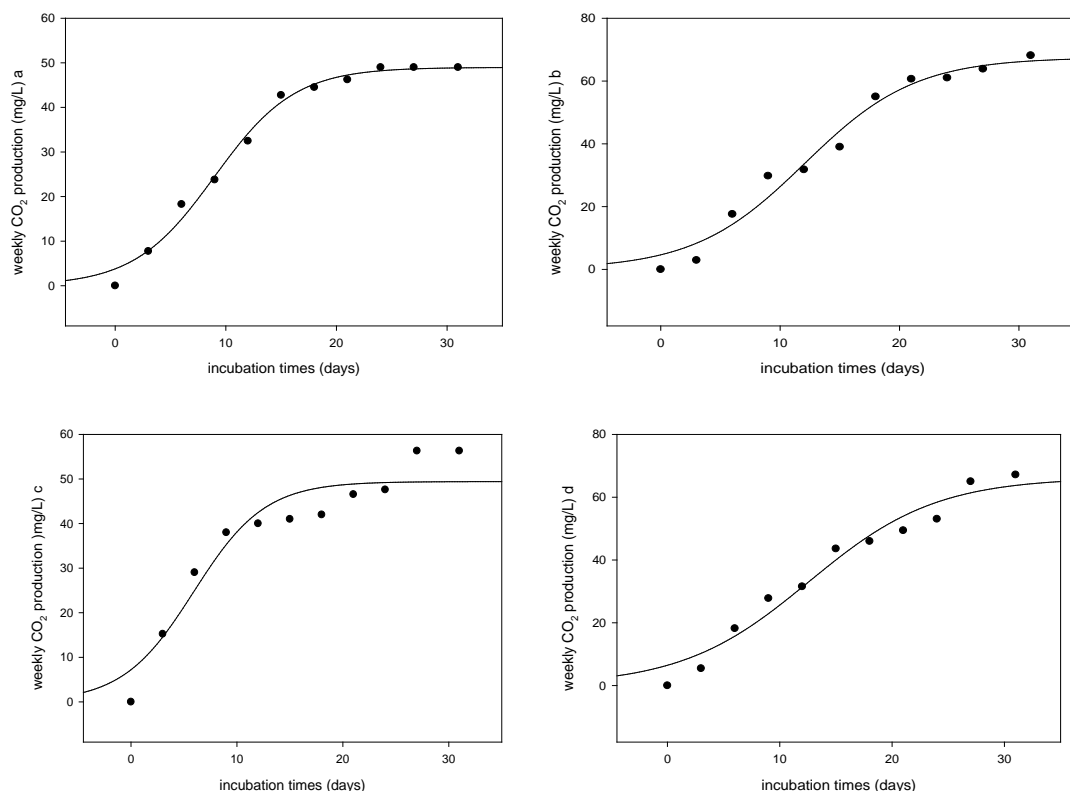 60
50
40
30
20
10
0
weekly CO₂ production (mg/L) a
0 10 20 30
incubation times (days)
80
60
40
20
0
weekly CO₂ production (mg/L) b
0 10 20 30
incubation times (days)
60
50
40
30
20
10
0
weekly CO₂ production )mg/L) c
0 10 20 30
incubation times (days)
80
60
40
20
0
weekly CO₂ production (mg/L) d
0 10 20 30
incubation times (days)